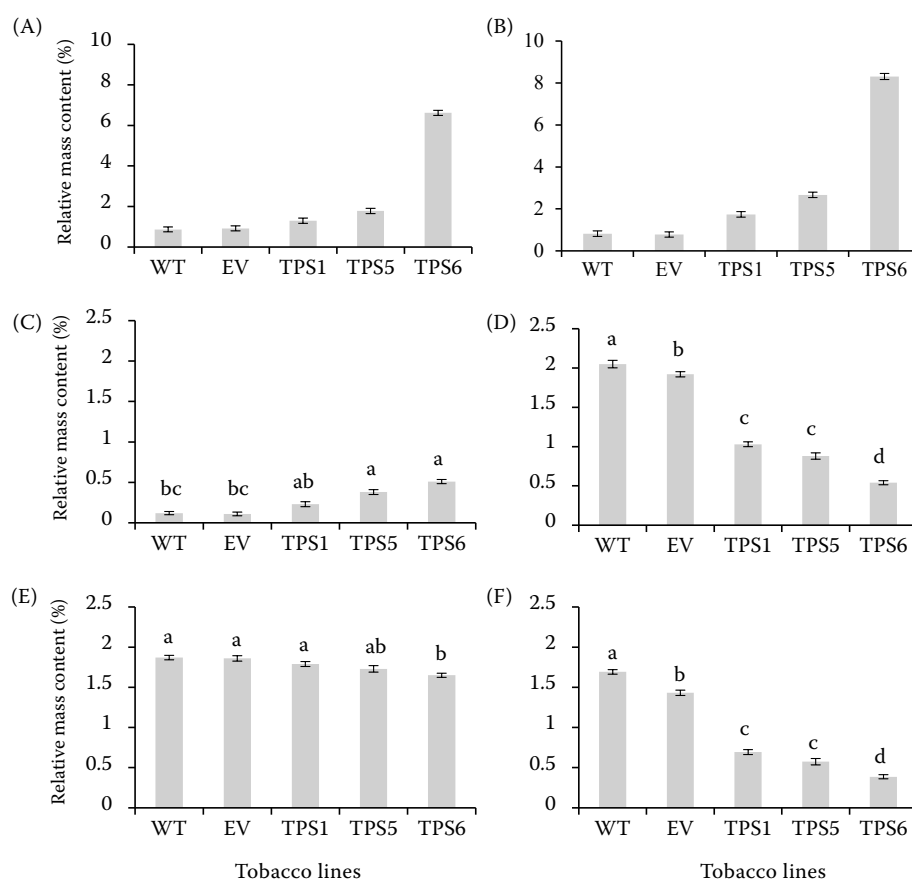 (A)
Relative mass content (%)
10
8
6
4
2
0
WT EV TPS1 TPS5 TPS6
(B)
10
8
6
4
2
0
WT EV TPS1 TPS5 TPS6
(C)
Relative mass content (%)
2.5
2
1.5
1
0.5
0
bc bc ab a a
WT EV TPS1 TPS5 TPS6
(D)
2.5
2
1.5
1
0.5
0
a b c c d
WT EV TPS1 TPS5 TPS6
(E)
Relative mass content (%)
2.5
2
1.5
1
0.5
0
a a a ab b
WT EV TPS1 TPS5 TPS6
Tobacco lines
(F)
2.5
2
1.5
1
0.5
0
a b c c d
WT EV TPS1 TPS5 TPS6
Tobacco lines